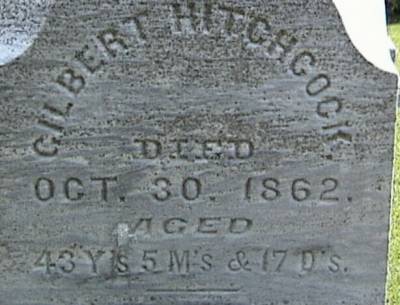 GILBERT HITCHCOCK
DIED
OCT. 30. 1862.
AGED
43 Y's 5 M's & 17 D's.